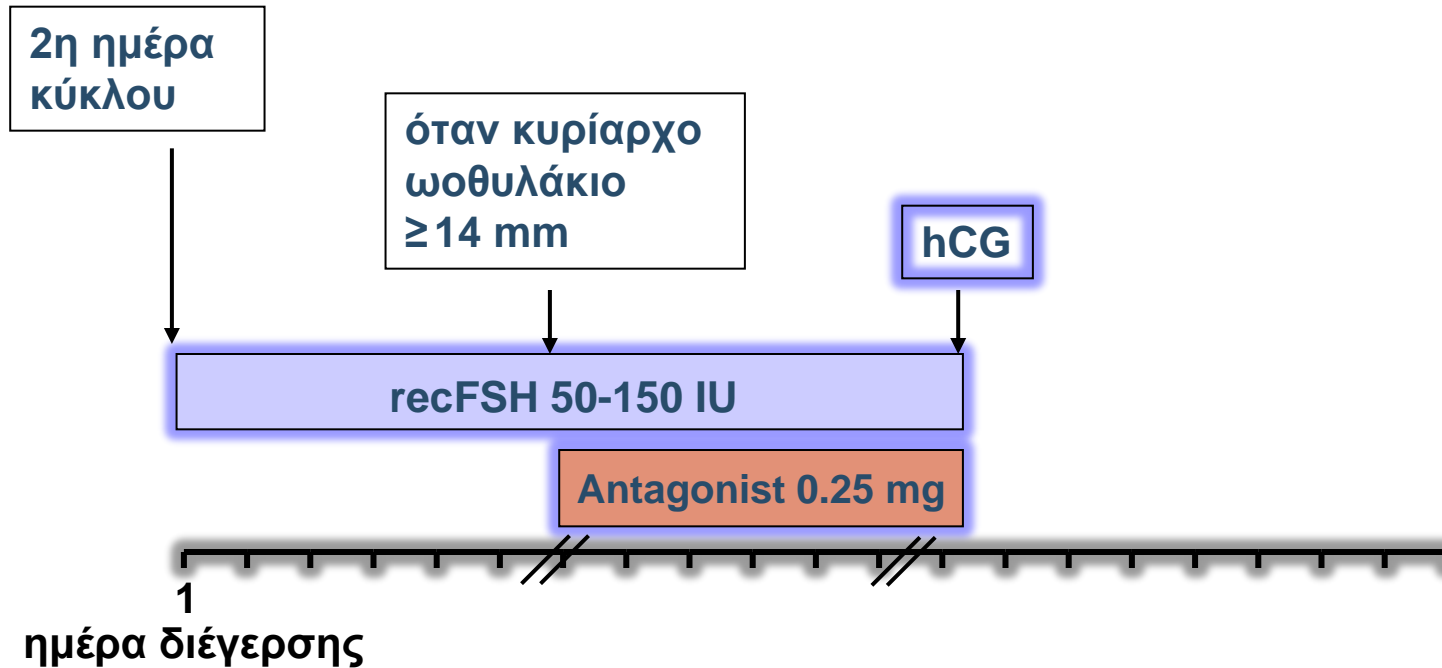 2η ημέρα
κύκλου
όταν κυρίαρχο
ωοθυλάκιο
≥14 mm
hCG
recFSH 50-150 IU
Antagonist 0.25 mg
1
ημέρα διέγερσης